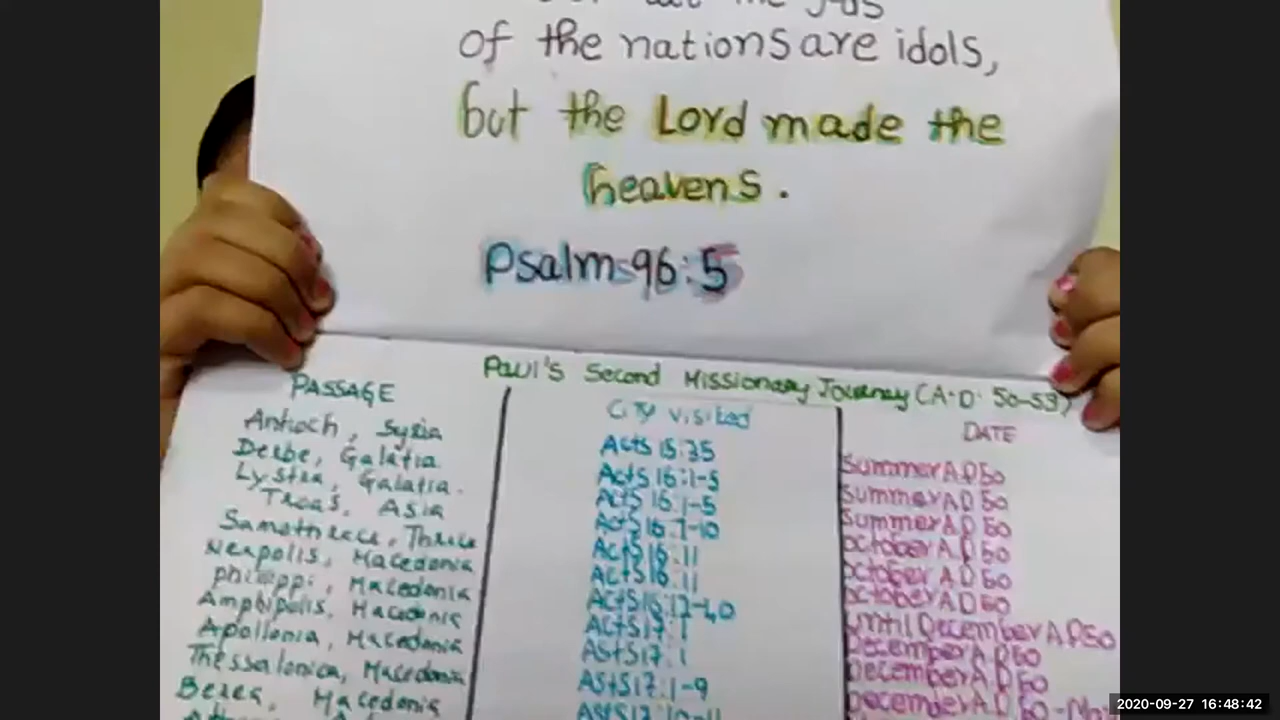 of the nations are idols,
but the Lord made the
heavens.
Psalm 96:5
Paul's Second Missionary Journey (A.D. 50-53)
PASSAGE City visited DATE
Antioch, Syria Acts 15:35 Summer A.D 50
Derbe, Galatia Acts 16:1-5 Summer A.D 50
Lystra, Galatia. Acts 16:1-5 Summer A.D 50
Troas, Asia Acts 16:7-10 October A.D 50
Samothrece, Thrace Acts 16:11 October A.D 50
Neapolis, Macedonia Acts 16:11 October A.D 50
Philippi, Macedonia Acts 16:12-40 Until December A.D 50
Amphipolis, Macedonia Acts 17:1 December A.D 50
Apollonia, Macedonia Acts 17:1 December A.D 50
Thessalonica, Macedonia Acts 17:1-9 December A.D 50
Berea, Macedonia Acts 17:10-11
2020-09-27 16:48:42